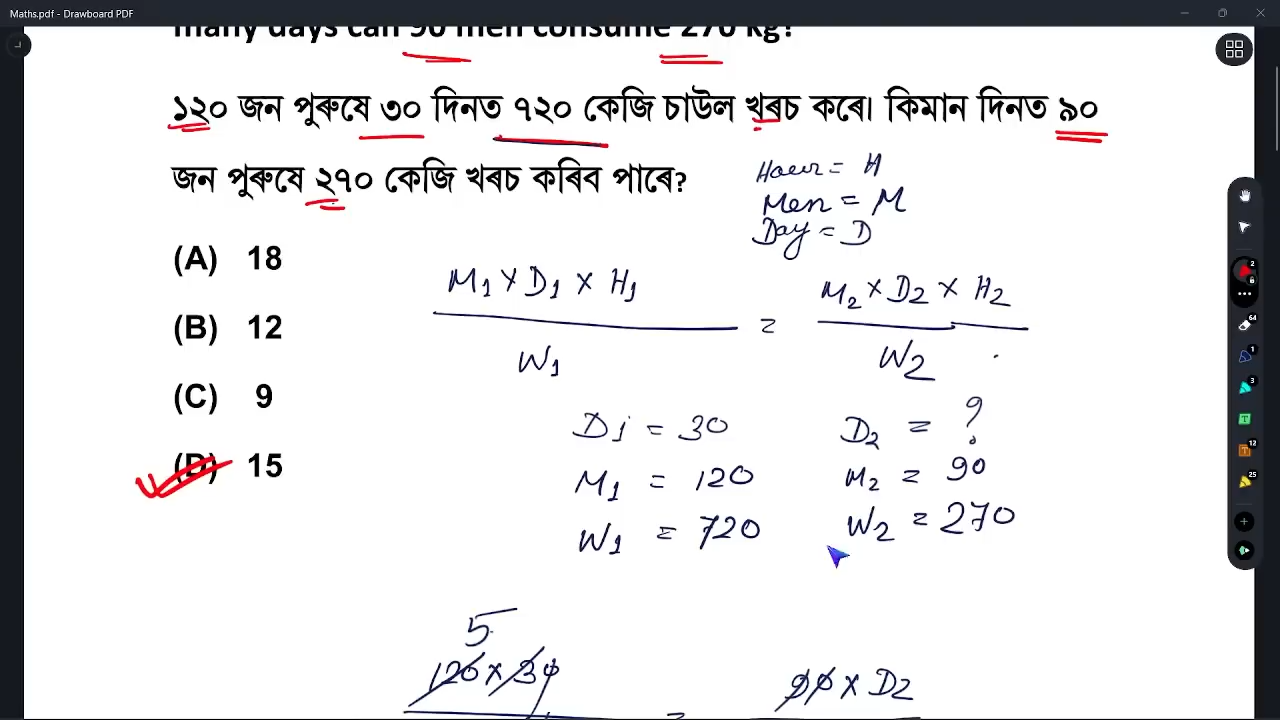 Maths.pdf - Drawboard PDF
many days can 90 men consume 270 kg?
১২০ জন পুৰুষে ৩০ দিনত ৭২০ কেজি চাউল খৰচ কৰে। কিমান দিনত ৯০
জন পুৰুষে ২৭০ কেজি খৰচ কৰিব পাৰে?
Hour = H
Men = M
Day = D
(A) 18
(B) 12
(C) 9
(D) 15
M1 × D1 × H1 = M2 × D2 × H2
W1 W2
D1 = 30 D2 = ?
M1 = 120 M2 = 90
W1 = 720 W2 = 270
5
120 × 30 = 90 × D2